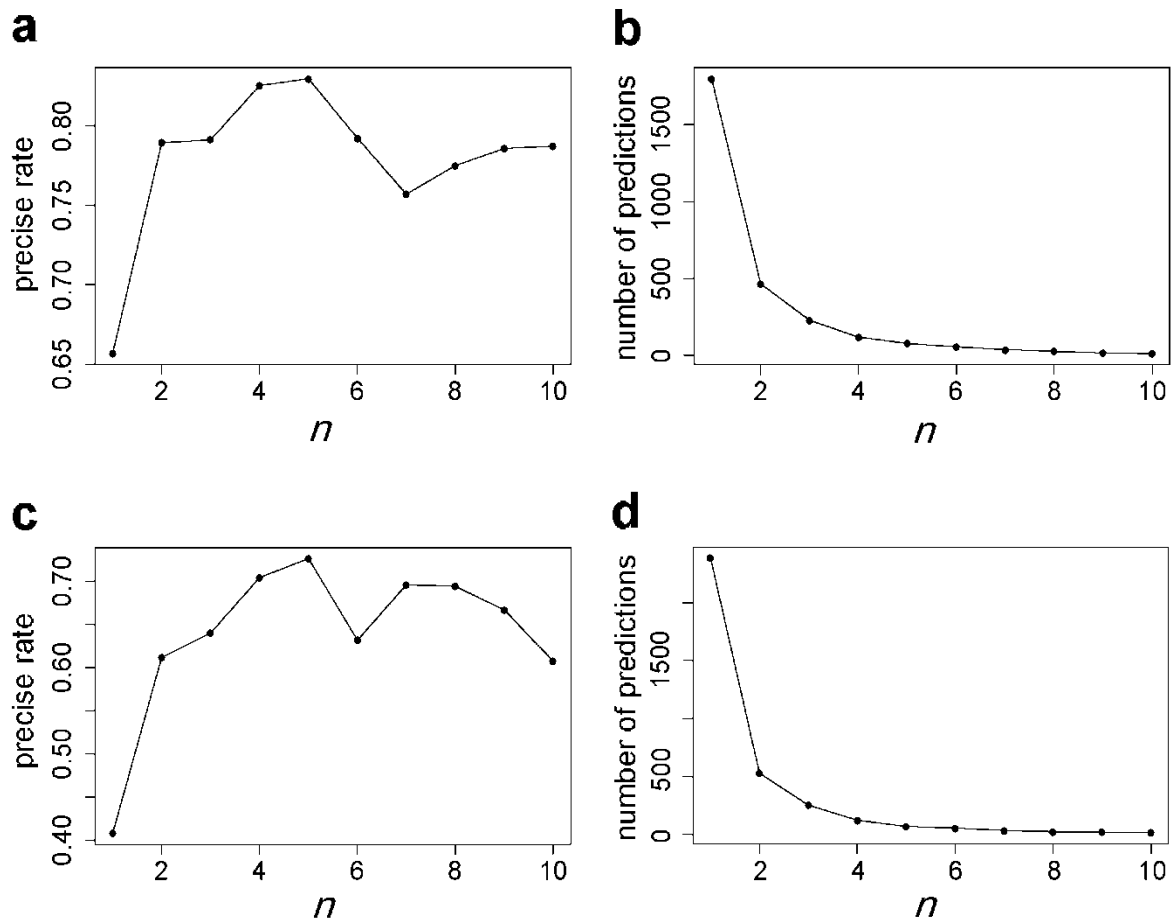 a
precise rate
0.65 0.70 0.75 0.80
2 4 6 8 10
n
b
number of predictions
0 500 1000 1500
2 4 6 8 10
n
c
precise rate
0.40 0.50 0.60 0.70
2 4 6 8 10
n
d
number of predictions
0 500 1500
2 4 6 8 10
n